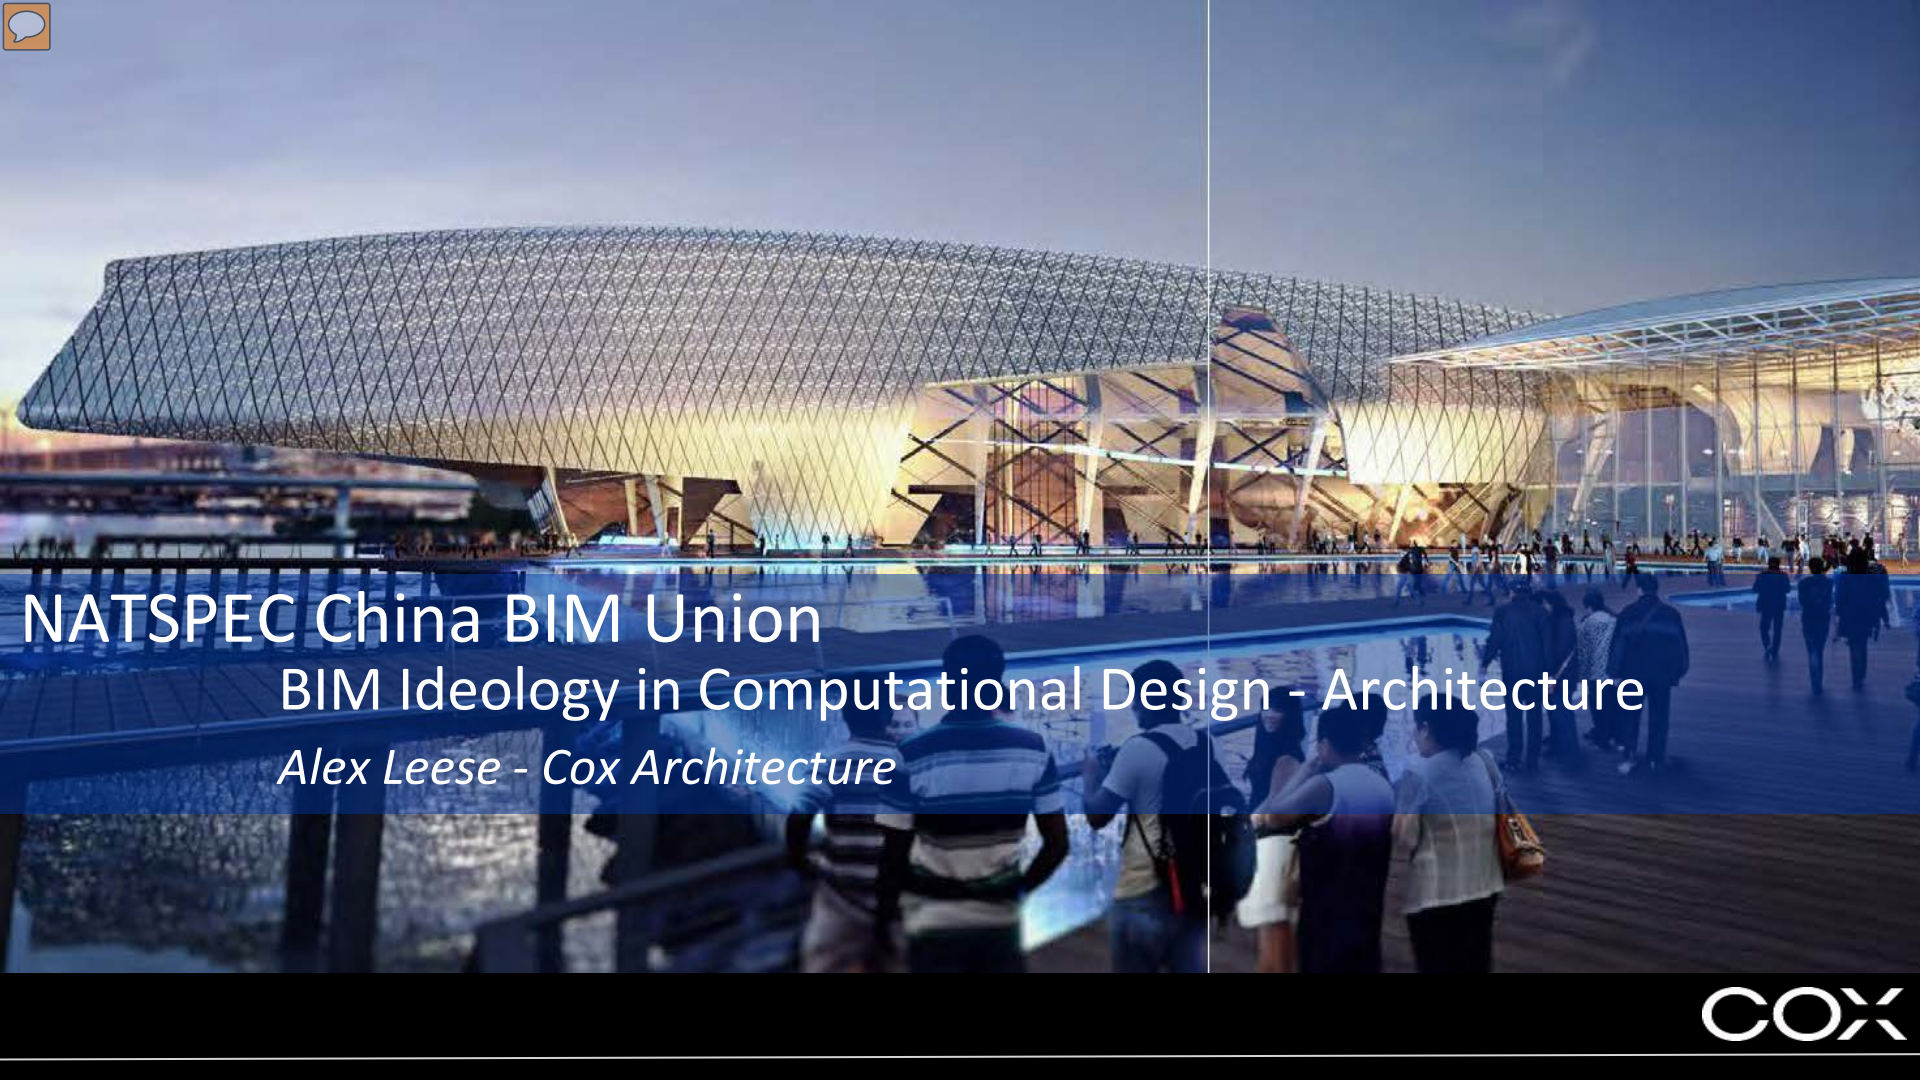 NATSPEC China BIM Union
BIM Ideology in Computational Design - Architecture
Alex Leese - Cox Architecture
COX